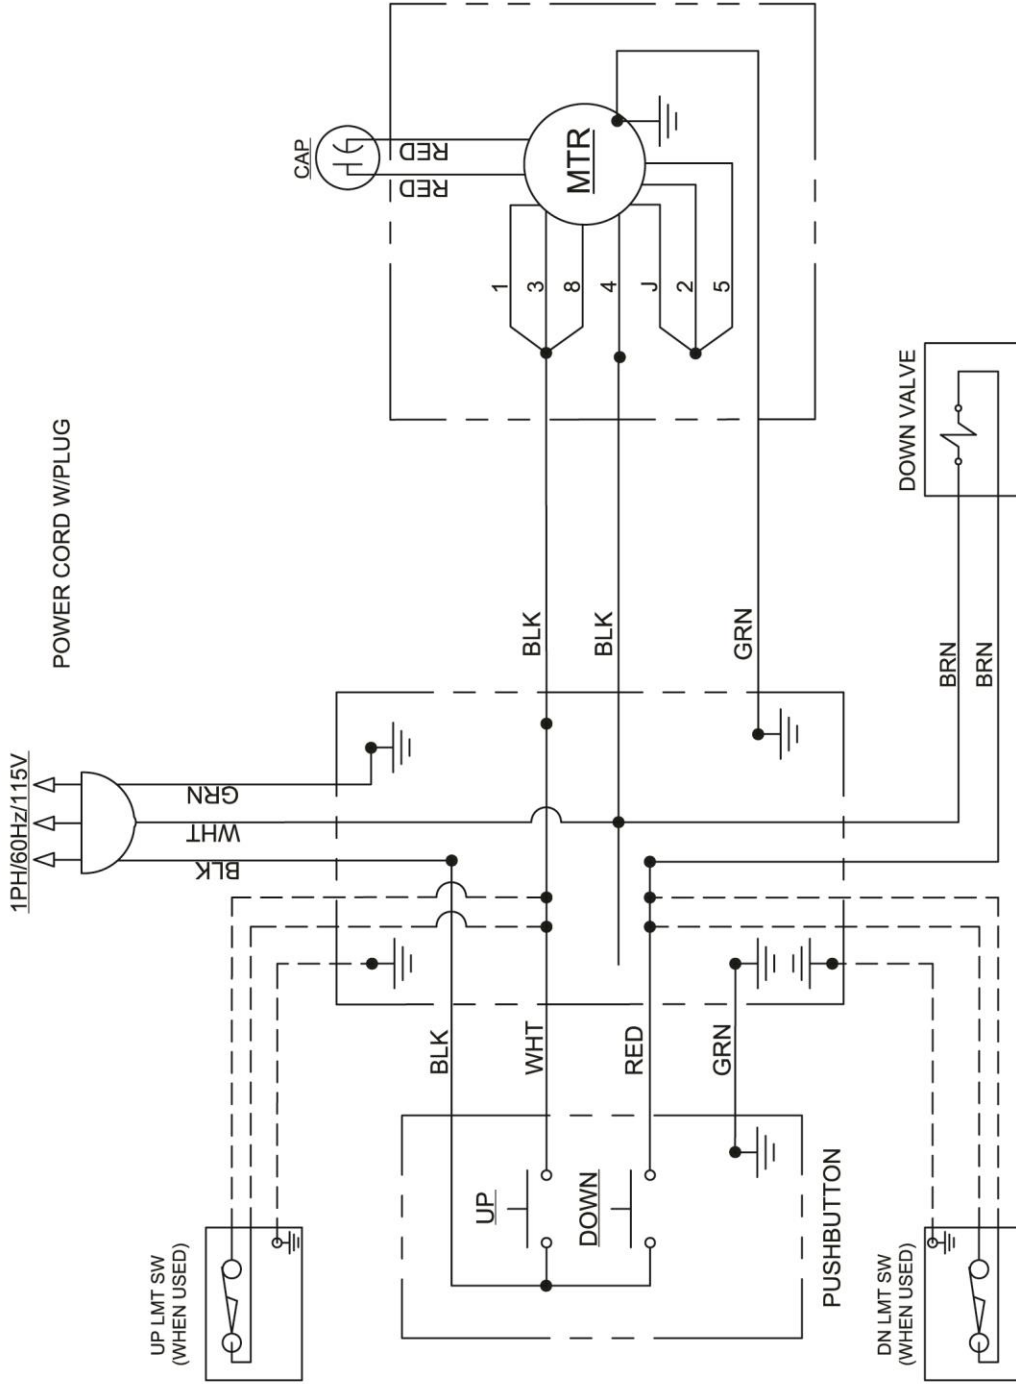 POWER CORD W/PLUG
1PH/60Hz/115V
BLK
WHT
GRN
UP LMT SW
(WHEN USED)
CAP
RED
RED
MTR
1
3
8
4
J
2
5
BLK
BLK
GRN
BLK
WHT
RED
GRN
UP
DOWN
PUSHBUTTON
DN LMT SW
(WHEN USED)
BRN
BRN
DOWN VALVE